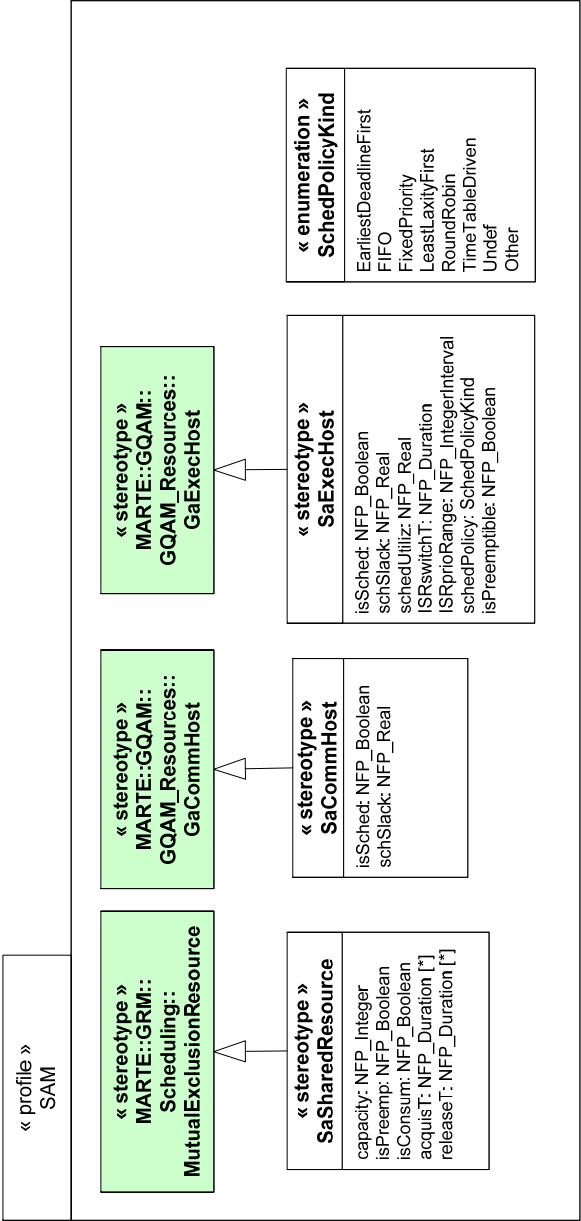 « profile »
SAM
« stereotype »
MARTE::GRM::
Scheduling::
MutualExclusionResource
« stereotype »
MARTE::GQAM::
GQAM_Resources::
GaCommHost
« stereotype »
MARTE::GQAM::
GQAM_Resources::
GaExecHost
« stereotype »
SaSharedResource
capacity: NFP_Integer
isPreemp: NFP_Boolean
isConsum: NFP_Boolean
acquisT: NFP_Duration [*]
releaseT: NFP_Duration [*]
« stereotype »
SaCommHost
isSched: NFP_Boolean
schSlack: NFP_Real
« stereotype »
SaExecHost
isSched: NFP_Boolean
schSlack: NFP_Real
schedUtiliz: NFP_Real
ISRswitchT: NFP_Duration
ISRprioRange: NFP_IntegerInterval
schedPolicy: SchedPolicyKind
isPreemptible: NFP_Boolean
« enumeration »
SchedPolicyKind
EarliestDeadlineFirst
FIFO
FixedPriority
LeastLaxityFirst
RoundRobin
TimeTableDriven
Undef
Other